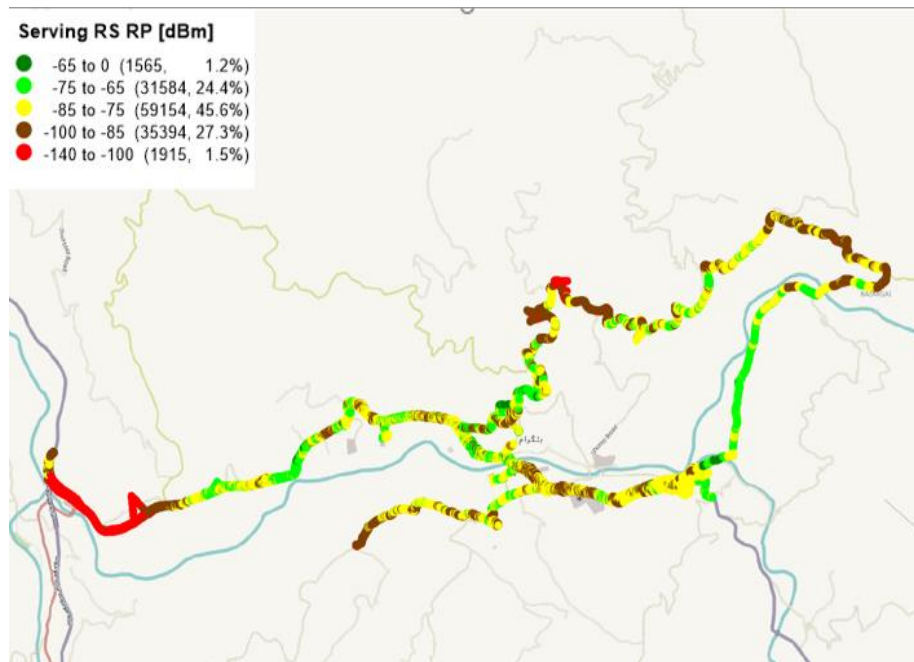 Serving RS RP [dBm]
-65 to 0 (1565, 1.2%)
-75 to -65 (31584, 24.4%)
-85 to -75 (59154, 45.6%)
-100 to -85 (35394, 27.3%)
-140 to -100 (1915, 1.5%)
بٹگرام